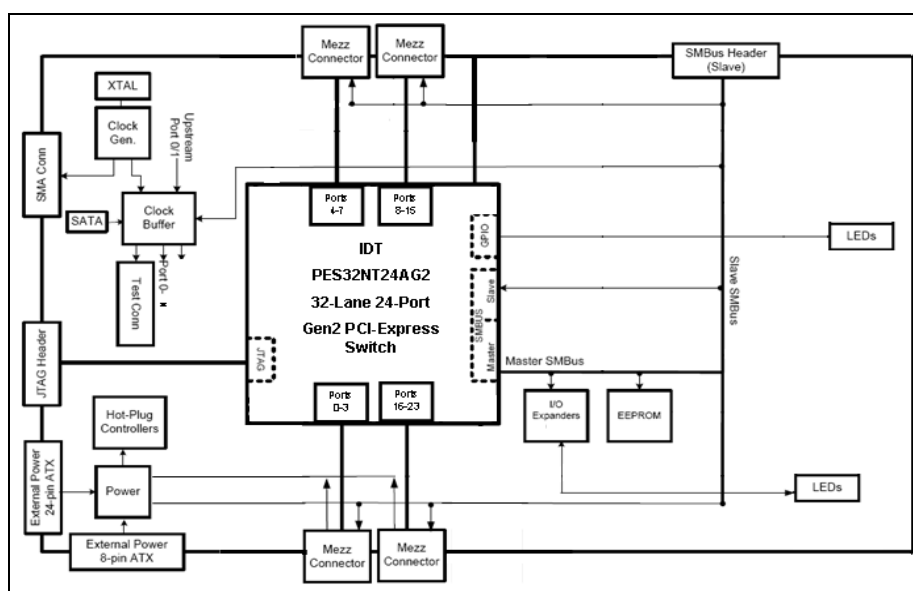 Mezz
Connector
Mezz
Connector
SMBus Header
(Slave)
XTAL
Clock
Gen.
Upstream
Port 0/1
SMA Conn
SATA
Clock
Buffer
Port 0-
Test Conn
Ports
4-7
Ports
8-15
GPIO
LEDs
IDT
PES32NT24AG2
32-Lane 24-Port
Gen2 PCI-Express
Switch
SMBUS
Slave
Master
Slave SMBus
JTAG Header
JTAG
Master SMBus
Ports
0-3
Ports
16-23
I/O
Expanders
EEPROM
Hot-Plug
Controllers
External Power
24-pin ATX
Power
LEDs
External Power
8-pin ATX
Mezz
Connector
Mezz
Connector